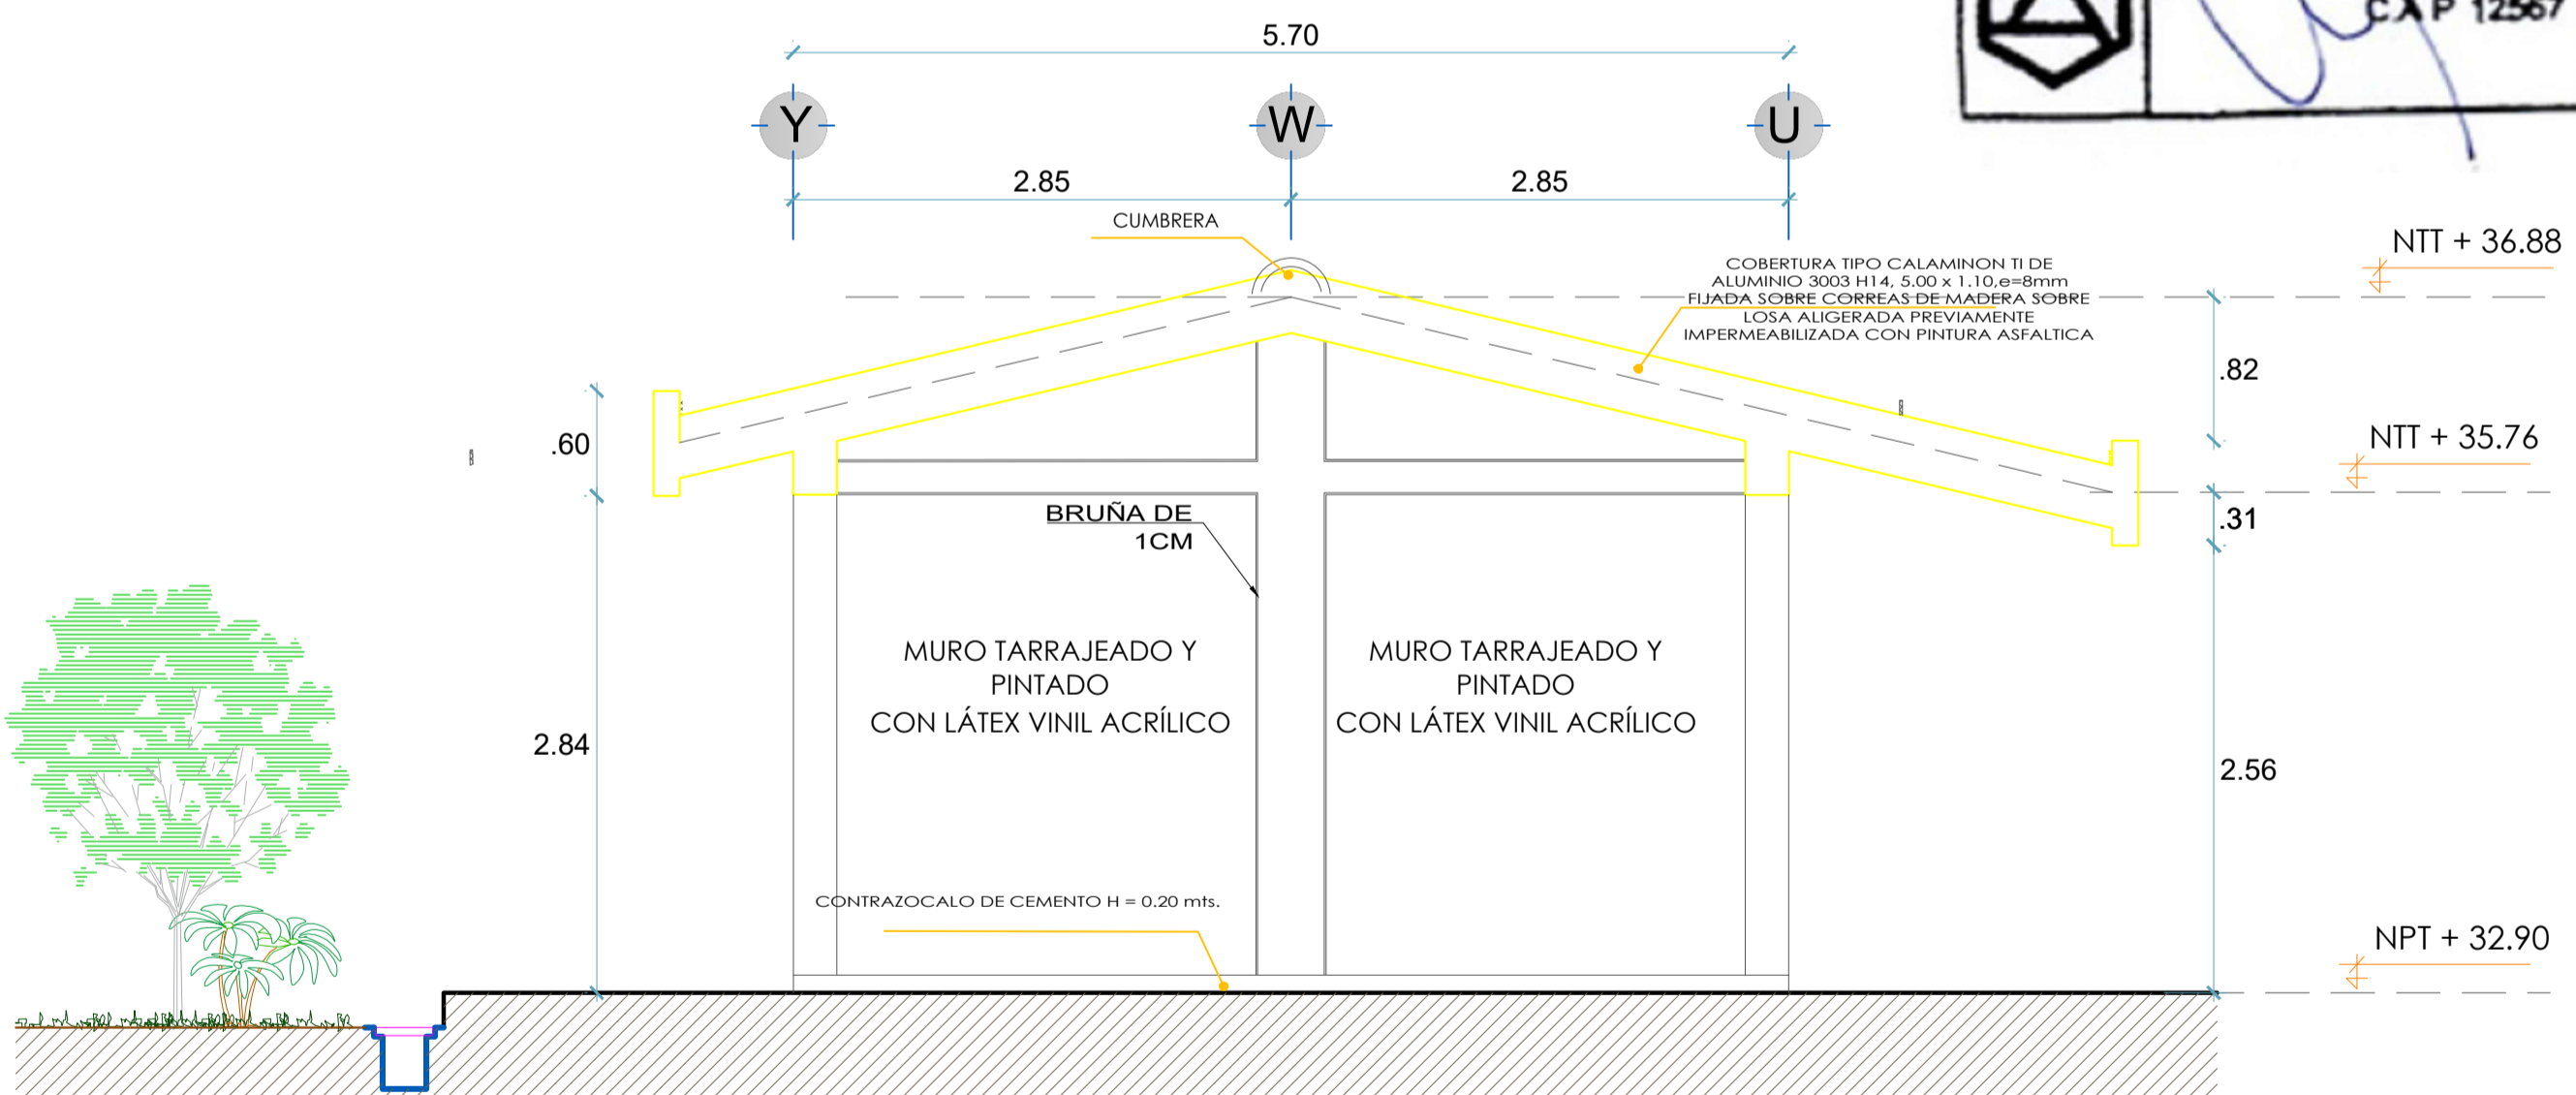 CAP 12567
5.70
Y
W
U
2.85
2.85
CUMBRERA
NTT + 36.88
COBERTURA TIPO CALAMINON TI DE
ALUMINIO 3003 H14, 5.00 x 1.10,e=8mm
FIJADA SOBRE CORREAS DE MADERA SOBRE
LOSA ALIGERADA PREVIAMENTE
IMPERMEABILIZADA CON PINTURA ASFALTICA
.82
.60
NTT + 35.76
.31
BRUÑA DE
1CM
MURO TARRAJEADO Y
PINTADO
CON LÁTEX VINIL ACRÍLICO
MURO TARRAJEADO Y
PINTADO
CON LÁTEX VINIL ACRÍLICO
2.84
2.56
CONTRAZOCALO DE CEMENTO H = 0.20 mts.
NPT + 32.90